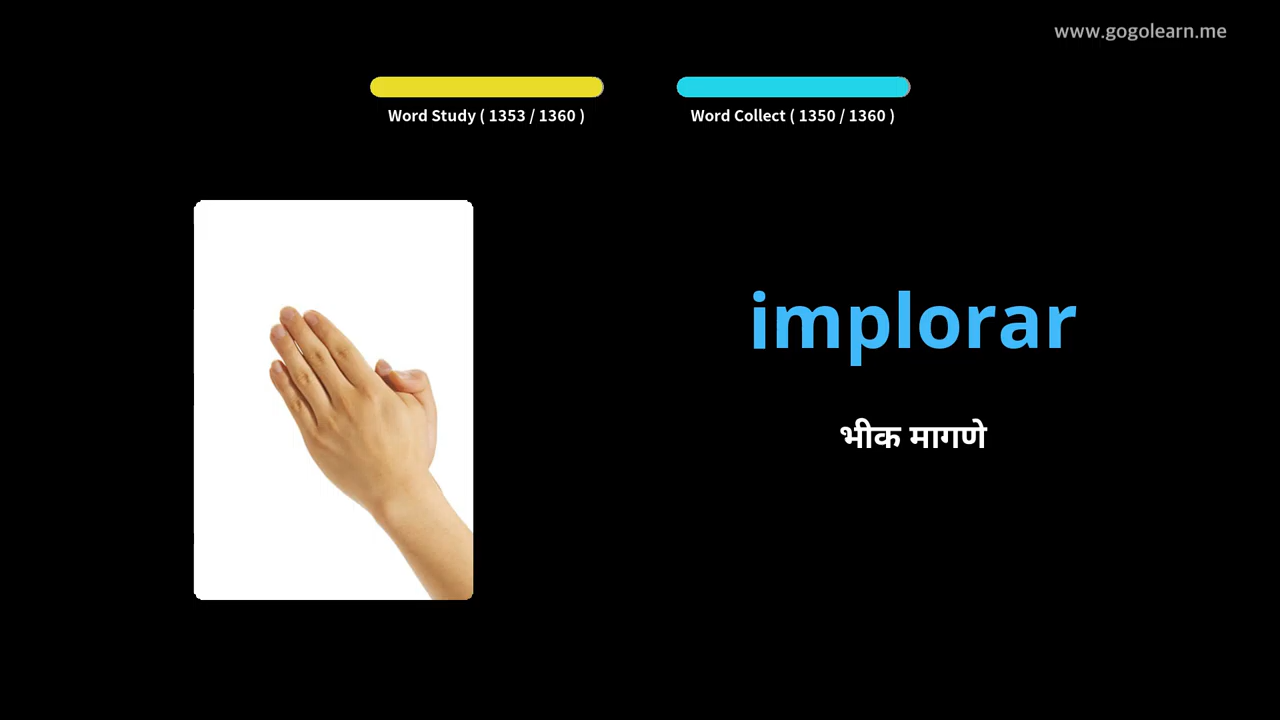 www.gogolearn.me
Word Study ( 1353 / 1360 )
Word Collect ( 1350 / 1360 )
implorar
भीक मागणे